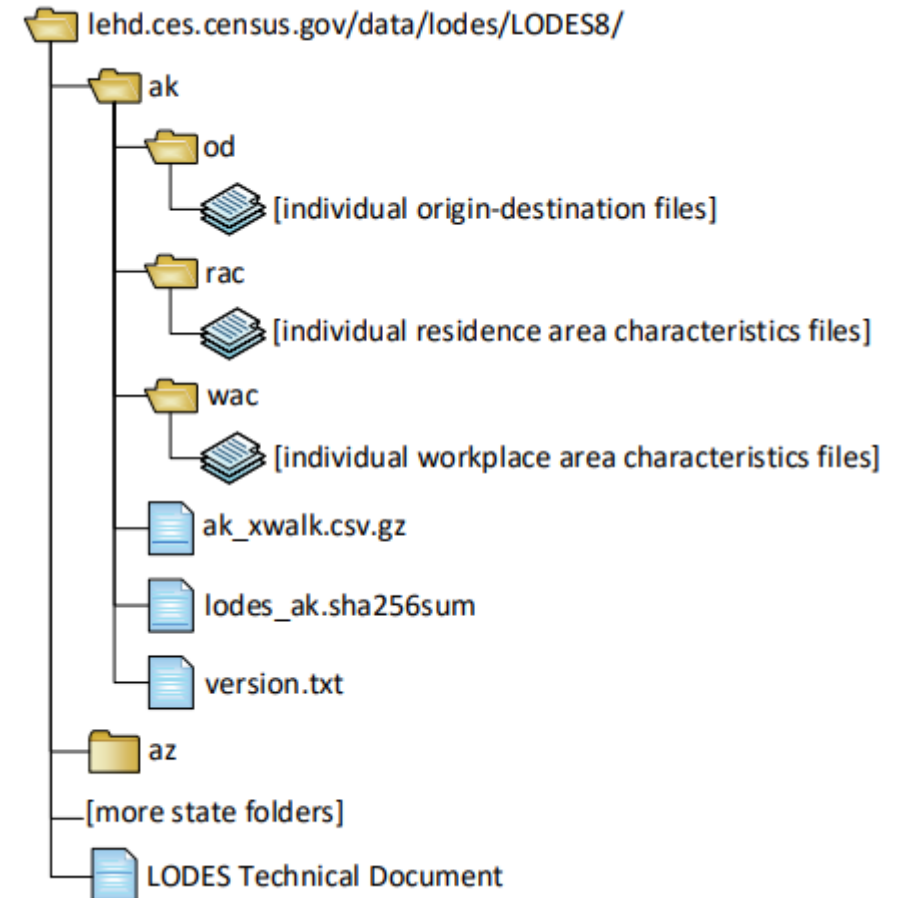 lehd.ces.census.gov/data/lodes/LODES8/
ak
od
[individual origin-destination files]
rac
[individual residence area characteristics files]
wac
[individual workplace area characteristics files]
ak_xwalk.csv.gz
lodes_ak.sha256sum
version.txt
az
[more state folders]
LODES Technical Document